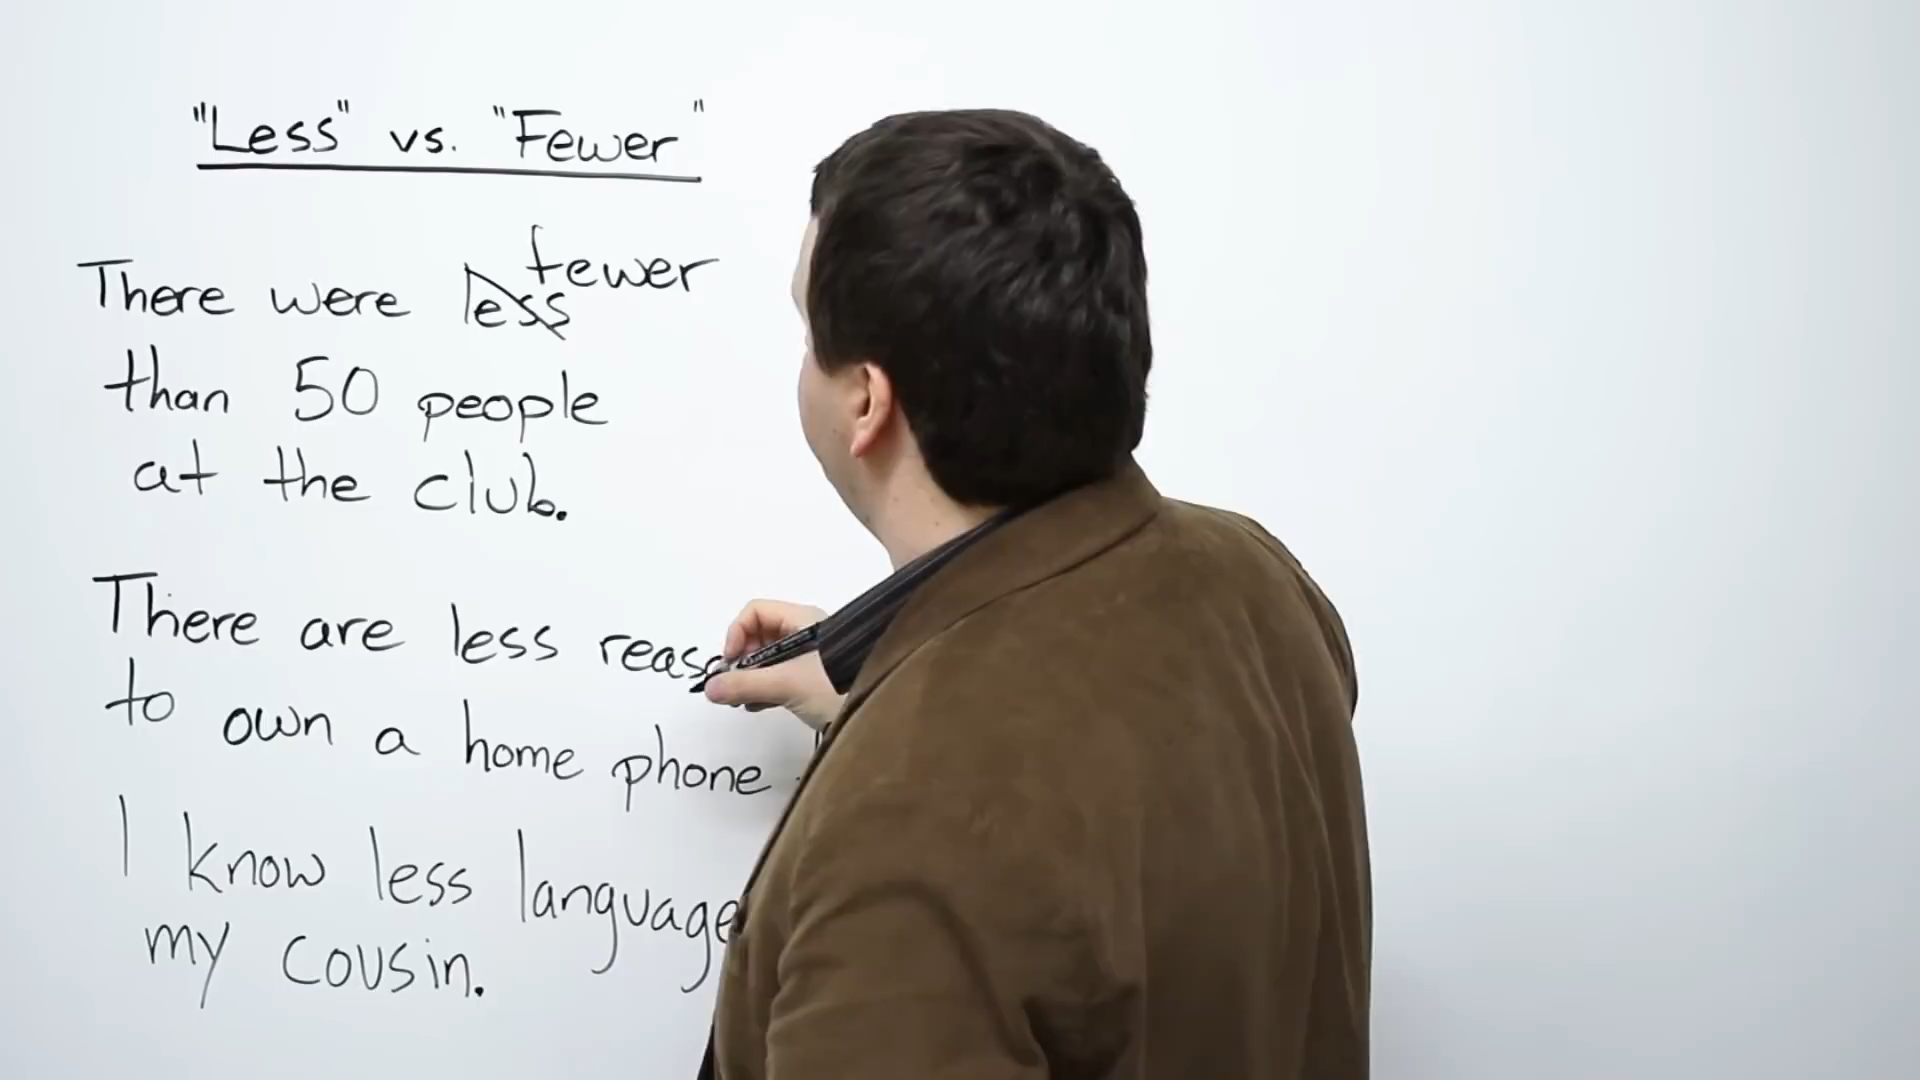 "Less" vs. "Fewer"
fewer
There were less
than 50 people
at the club.
There are less
to own a home phone
I know less language
my cousin.